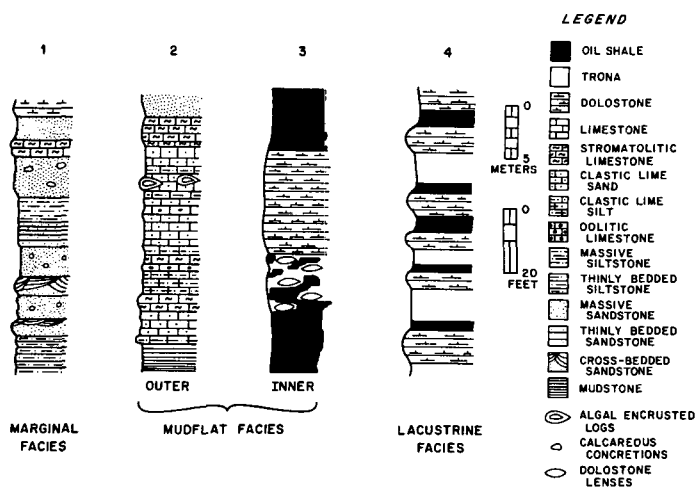 LEGEND
1
2
3
4
OIL SHALE
TRONA
DOLOSTONE
LIMESTONE
STROMATOLITIC
LIMESTONE
CLASTIC LIME
SAND
CLASTIC LIME
SILT
OOLITIC
LIMESTONE
MASSIVE
SILTSTONE
THINLY BEDDED
SILTSTONE
MASSIVE
SANDSTONE
THINLY BEDDED
SANDSTONE
CROSS-BEDDED
SANDSTONE
MUDSTONE
ALGAL ENCRUSTED
LOGS
CALCAREOUS
CONCRETIONS
DOLOSTONE
LENSES
0
5
METERS
0
20
FEET
OUTER
INNER
MARGINAL
FACIES
MUDFLAT FACIES
LACUSTRINE
FACIES